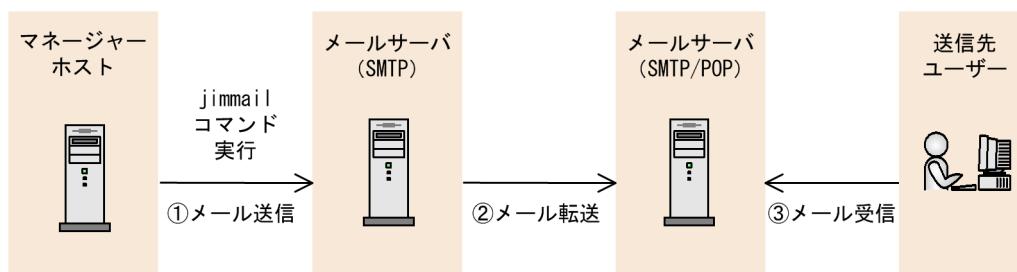 マネージャー
ホスト
jimmail
コマンド
実行
①メール送信
メールサーバ
（SMTP）
②メール転送
メールサーバ
（SMTP/POP）
③メール受信
送信先
ユーザー